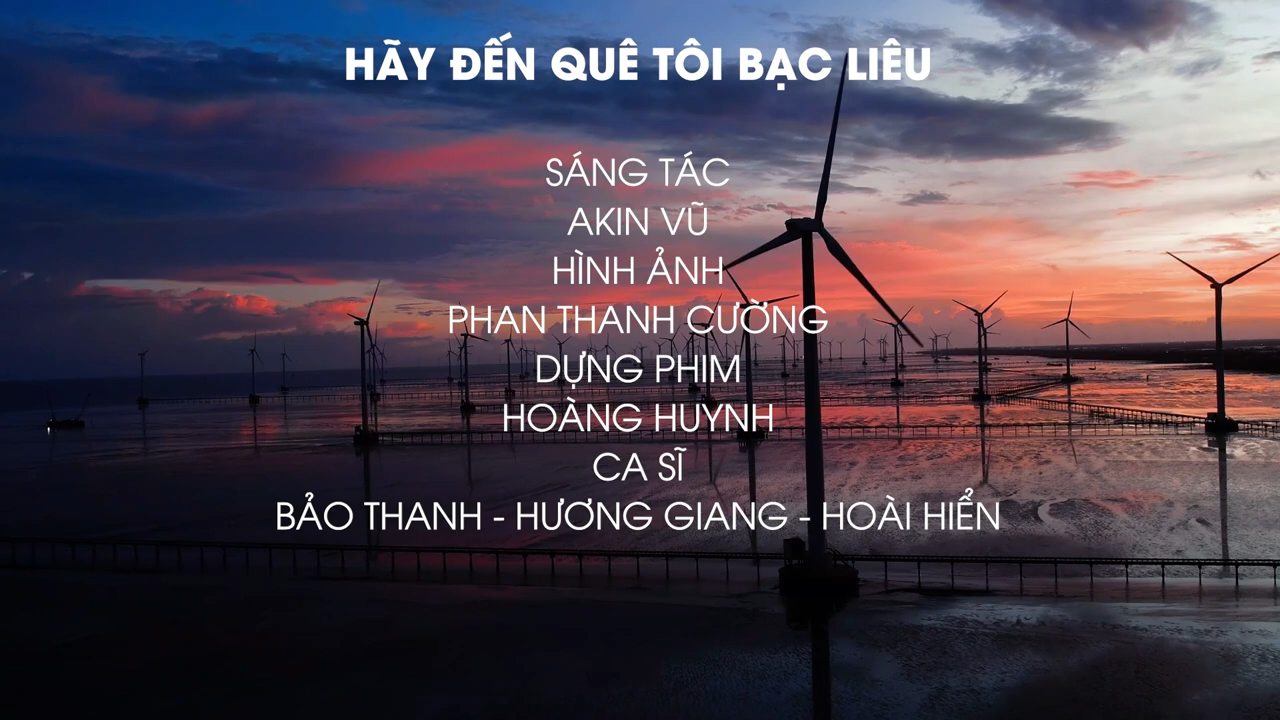 HÃY ĐẾN QUÊ TÔI BẠC LIÊU
SÁNG TÁC
AKIN VŨ
HÌNH ẢNH
PHAN THANH CƯỜNG
DỰNG PHIM
HOÀNG HUYNH
CA SĨ
BẢO THANH - HƯƠNG GIANG - HOÀI HIỂN